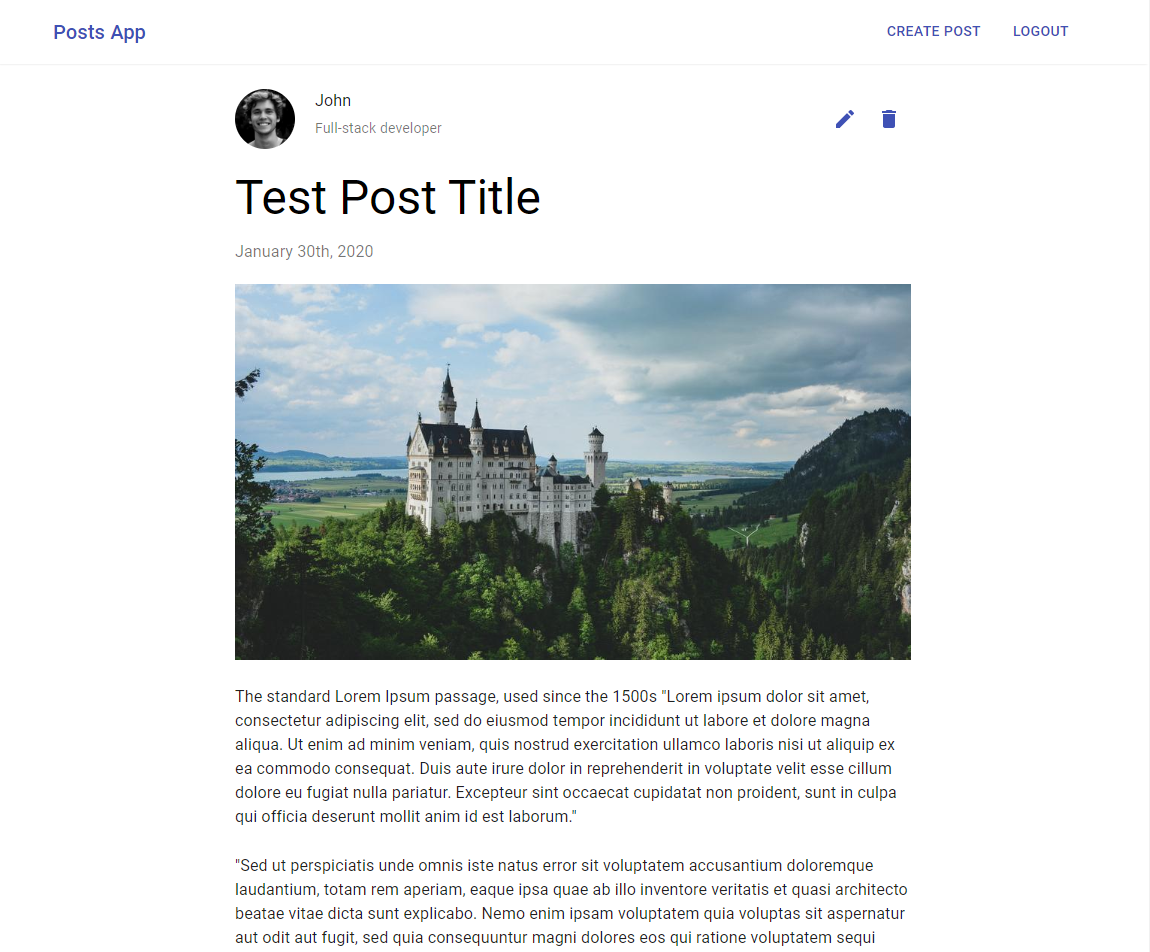 Posts App
CREATE POST
LOGOUT
John
Full-stack developer
Test Post Title
January 30th, 2020
The standard Lorem Ipsum passage, used since the 1500s "Lorem ipsum dolor sit amet,
consectetur adipiscing elit, sed do eiusmod tempor incididunt ut labore et dolore magna
aliqua. Ut enim ad minim veniam, quis nostrud exercitation ullamco laboris nisi ut aliquip ex
ea commodo consequat. Duis aute irure dolor in reprehenderit in voluptate velit esse cillum
dolore eu fugiat nulla pariatur. Excepteur sint occaecat cupidatat non proident, sunt in culpa
qui officia deserunt mollit anim id est laborum."
"Sed ut perspiciatis unde omnis iste natus error sit voluptatem accusantium doloremque
laudantium, totam rem aperiam, eaque ipsa quae ab illo inventore veritatis et quasi architecto
beatae vitae dicta sunt explicabo. Nemo enim ipsam voluptatem quia voluptas sit aspernatur
aut odit aut fugit, sed quia consequuntur magni dolores eos qui ratione voluptatem sequi